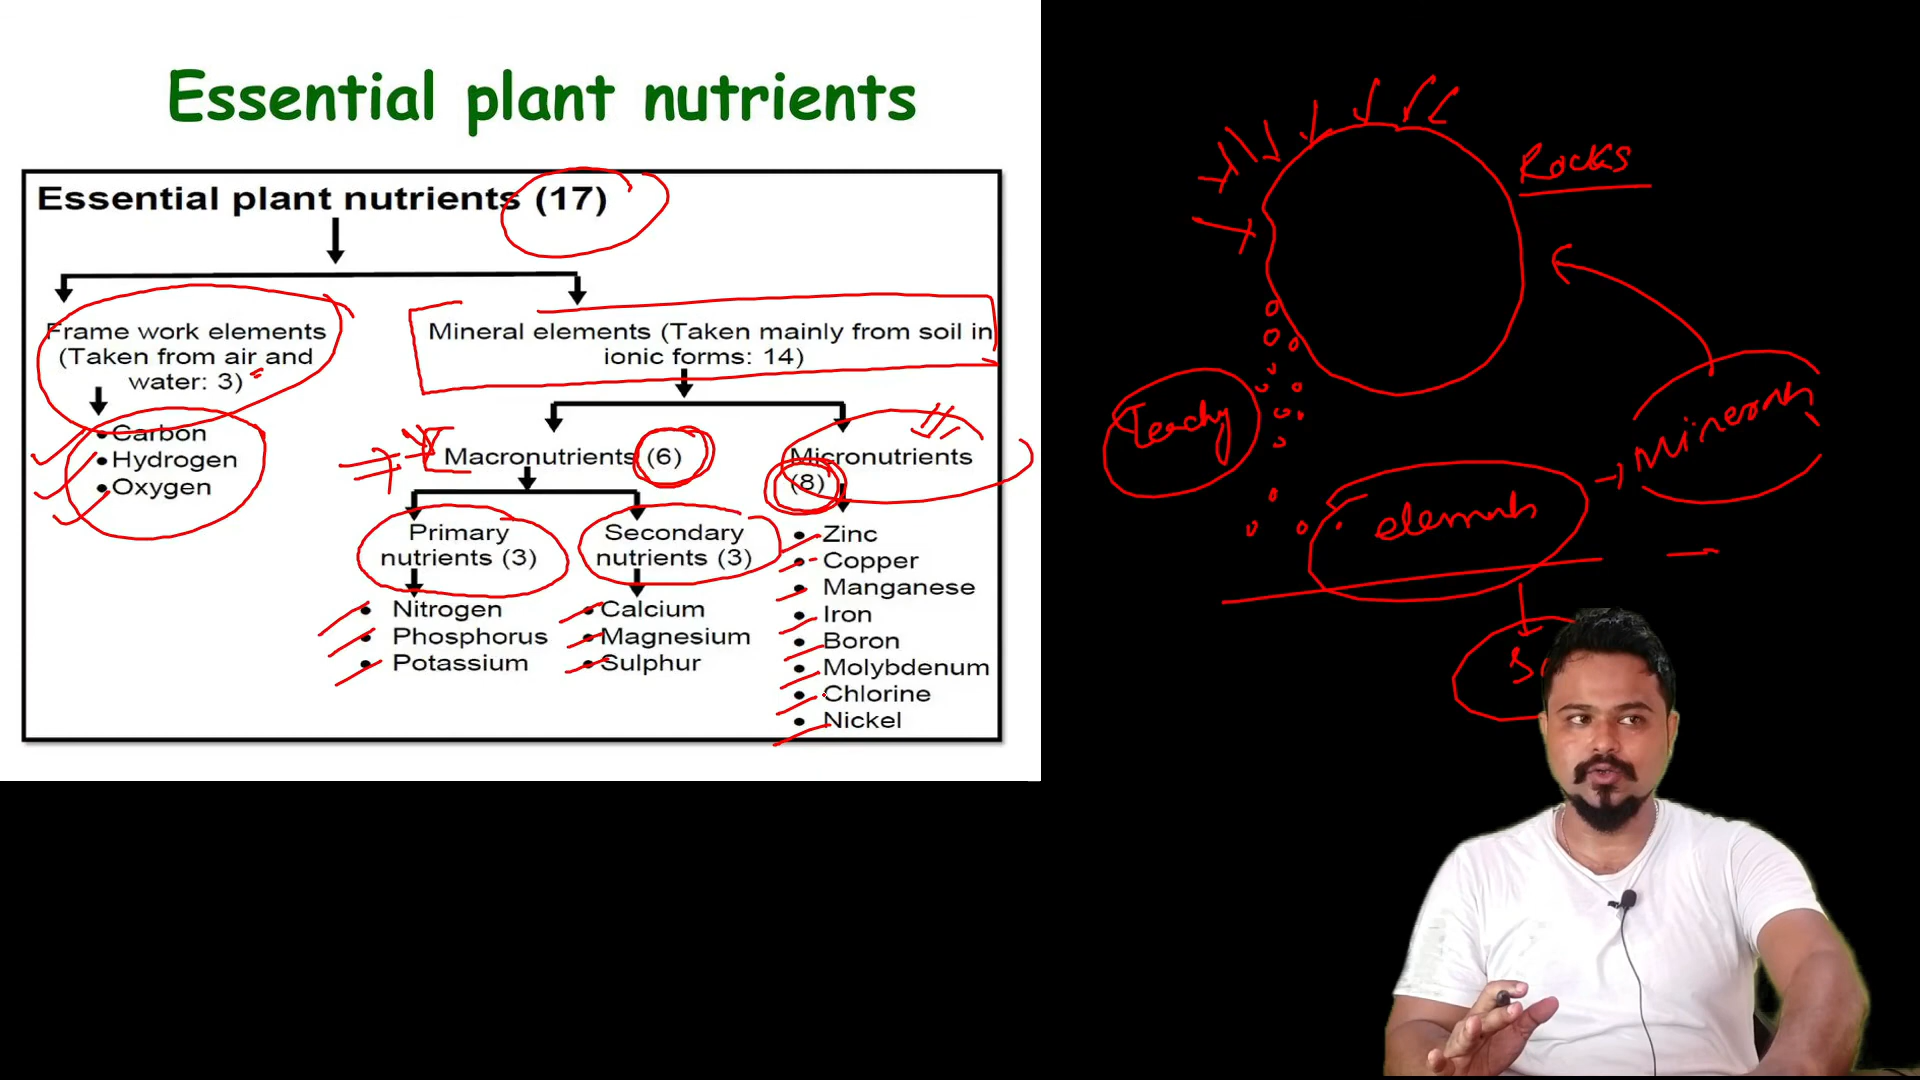 Essential plant nutrients
Essential plant nutrients (17)
Frame work elements
(Taken from air and
water: 3)
Carbon
Hydrogen
Oxygen
Mineral elements (Taken mainly from soil in
ionic forms: 14)
Macronutrients (6)
Primary
nutrients (3)
Nitrogen
Phosphorus
Potassium
Secondary
nutrients (3)
Calcium
Magnesium
Sulphur
Micronutrients
(8)
Zinc
Copper
Manganese
Iron
Boron
Molybdenum
Chlorine
Nickel
Rocks
elements